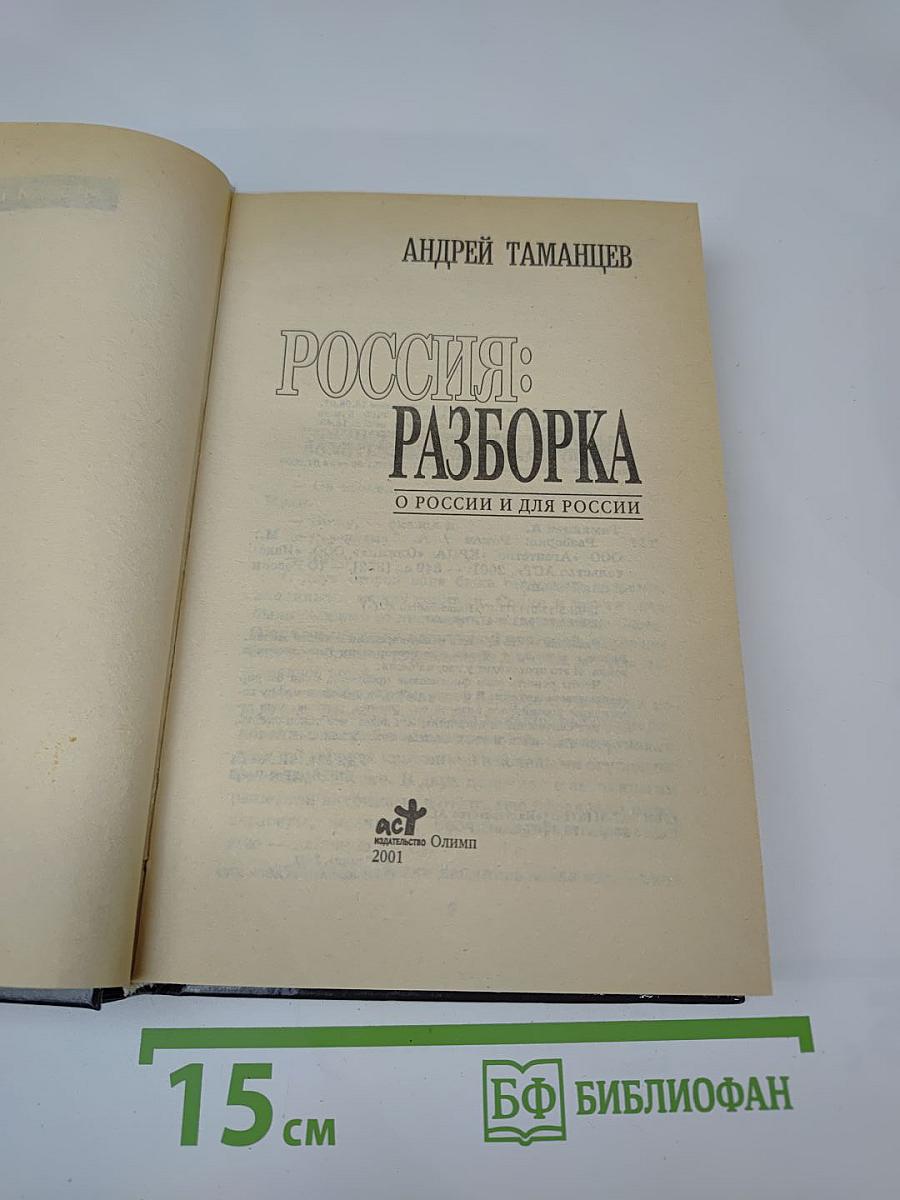 АНДРЕЙ ТАМАНЦЕВ
РОССИЯ:
РАЗБОРКА
О РОССИИ И ДЛЯ РОССИИ
аст
ИЗДАТЕЛЬСТВО Олимп
2001
15 см
БФ БИБЛИОФАН